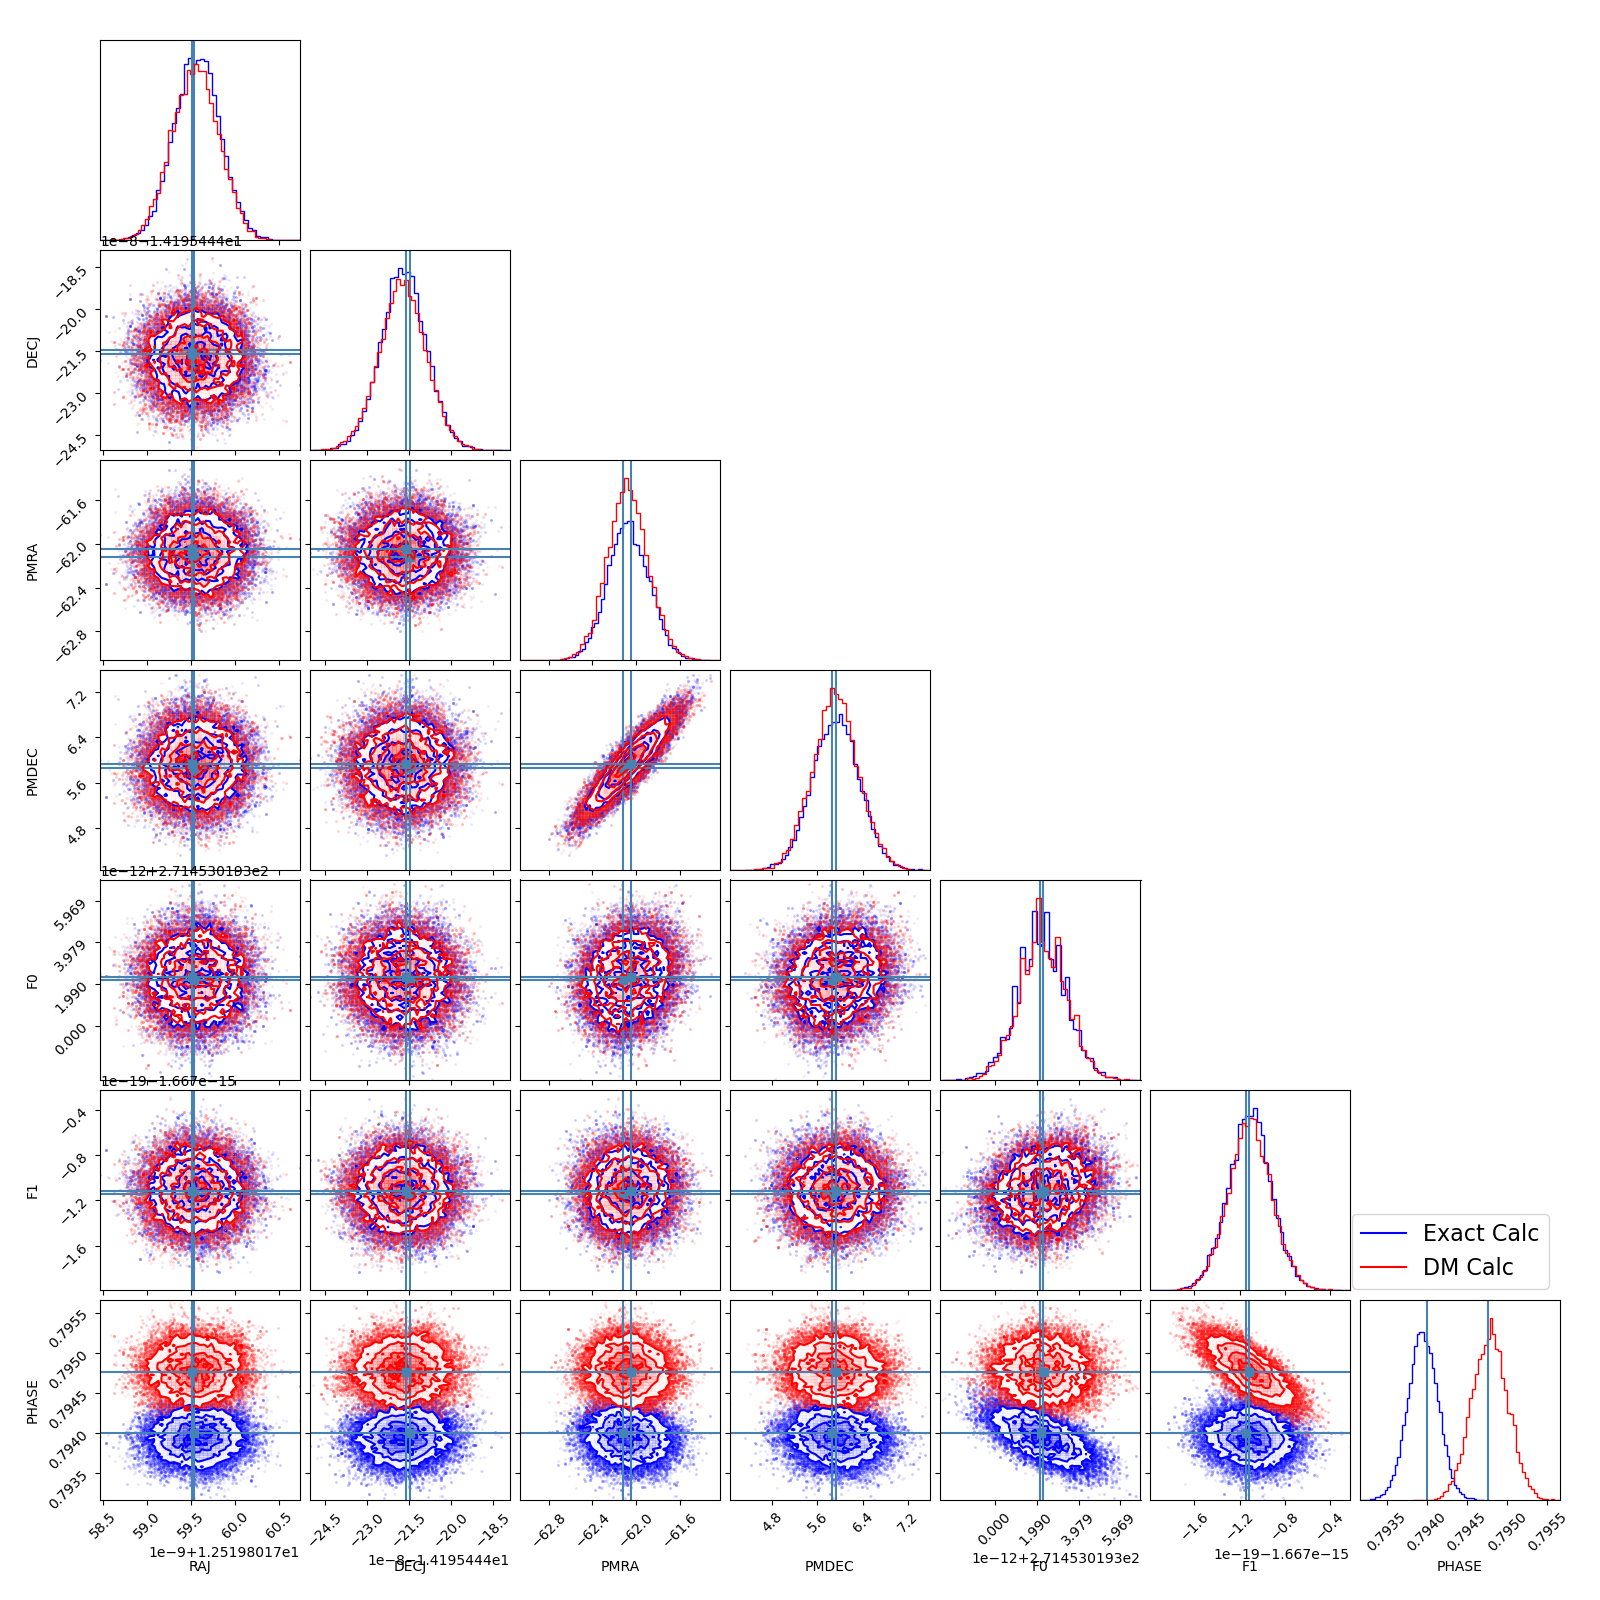 1e−8−1.4195444e1
DECJ
−18.5
−20.0
−21.5
−23.0
−24.5
PMRA
−61.6
−62.0
−62.4
−62.8
PMDEC
7.2
6.4
5.6
4.8
1e−12+2.714530193e2
F0
5.969
3.979
1.990
0.000
1e−19−1.667e−15
F1
−0.4
−0.8
−1.2
−1.6
Exact Calc
DM Calc
PHASE
0.7955
0.7950
0.7945
0.7940
0.7935
58.5 59.0 59.5 60.0 60.5
−24.5 −23.0 −21.5 −20.0 −18.5
−62.8 −62.4 −62.0 −61.6
4.8 5.6 6.4 7.2
0.000 1.990 3.979 5.969
−1.6 −1.2 −0.8 −0.4
0.7935 0.7940 0.7945 0.7950 0.7955
1e−9+1.25198017e1
1e−8−1.4195444e1
1e−12+2.714530193e2
1e−19−1.667e−15
RAJ DECJ PMRA PMDEC F0 F1 PHASE